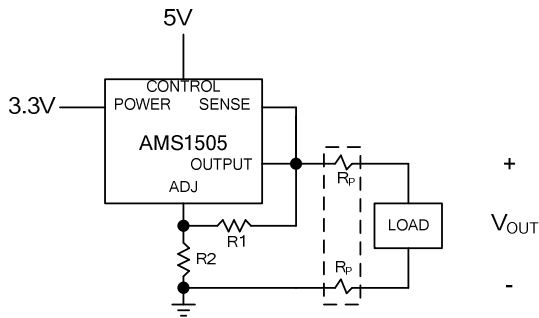 5V
CONTROL
3.3V
POWER SENSE
AMS1505
OUTPUT
ADJ
+
RP
R1
LOAD
VOUT
R2
RP
-